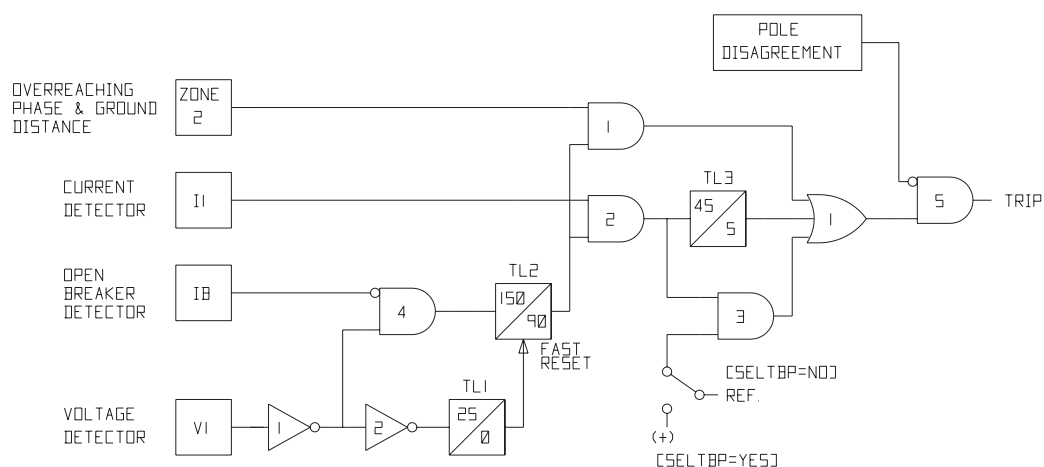 POLE
DISAGREEMENT
OVERREACHING
PHASE & GROUND
DISTANCE
ZONE
2
1
CURRENT
DETECTOR
I1
2
TL3
45
5
1
5
TRIP
OPEN
BREAKER
DETECTOR
IB
4
TL2
150
90
FAST
RESET
3
[SELTBP=NO]
REF.
VOLTAGE
DETECTOR
V1
1
2
TL1
25
0
(+)
[SELTBP=YES]